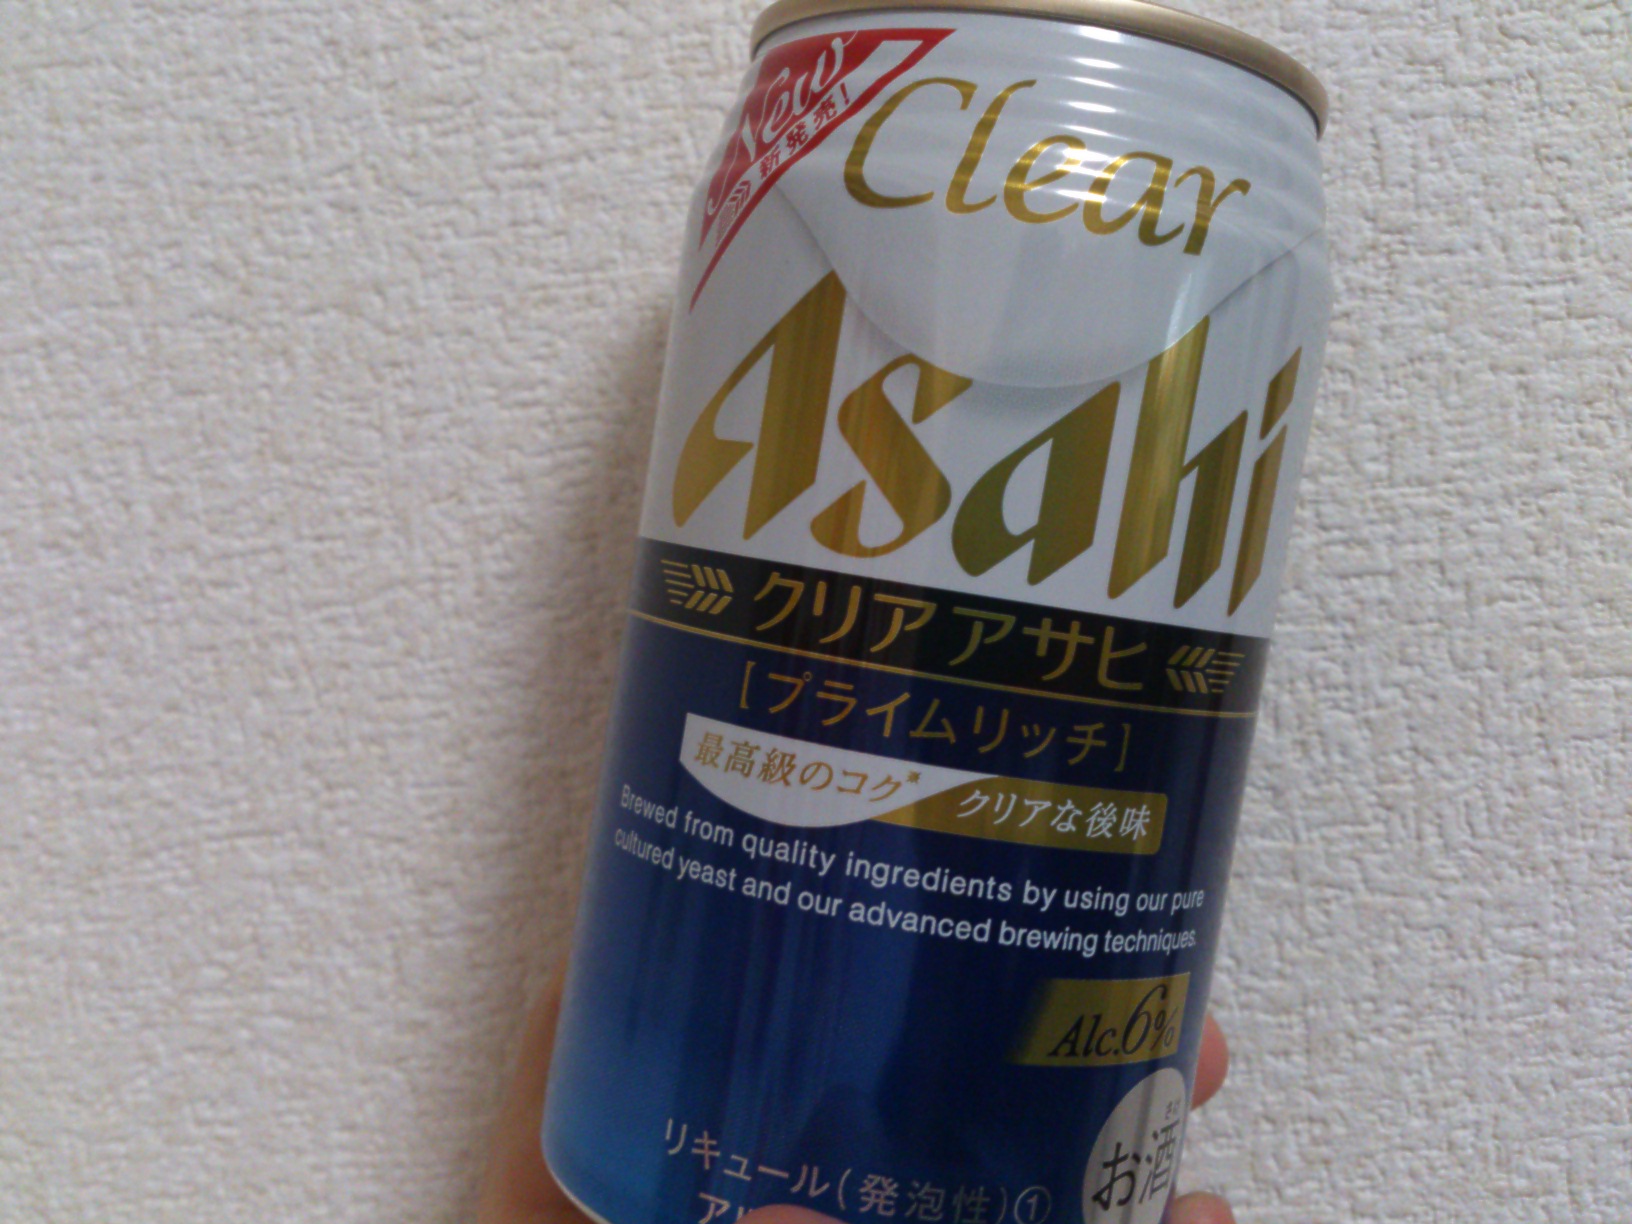 New
新発売!
Clear
Asahi
クリア アサヒ
[プライムリッチ]
最高級のコク※ クリアな後味
Brewed from quality ingredients by using our pure
cultured yeast and our advanced brewing techniques.
Alc.6%
お酒
リキュール(発泡性)①